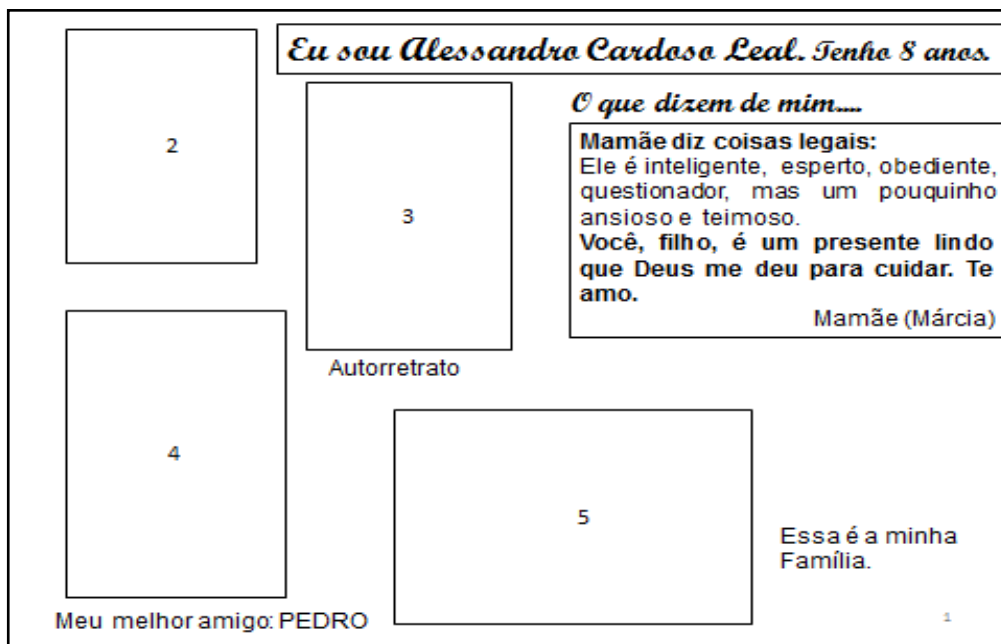 Eu sou Alessandro Cardoso Leal. Tenho 8 anos.
2
3
O que dizem de mim....
Mamãe diz coisas legais:
Ele é inteligente, esperto, obediente,
questionador, mas um pouquinho
ansioso e teimoso.
Você, filho, é um presente lindo
que Deus me deu para cuidar. Te
amo.
Mamãe (Márcia)
Autorretrato
4
5
Essa é a minha
Família.
Meu melhor amigo: PEDRO
1